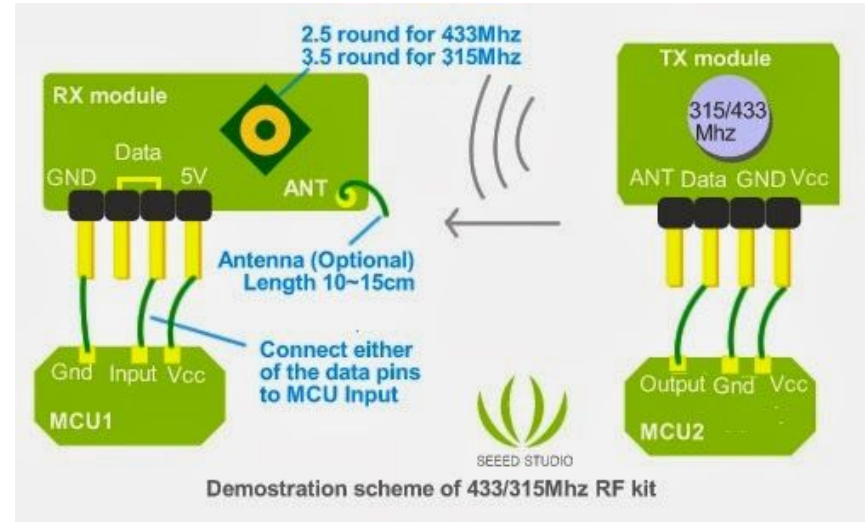 2.5 round for 433Mhz
3.5 round for 315Mhz
RX module
Data
GND
5V
ANT
Antenna (Optional)
Length 10~15cm
Connect either
of the data pins
to MCU Input
Gnd Input Vcc
MCU1
TX module
315/433
Mhz
ANT Data GND Vcc
Output Gnd Vcc
MCU2
SEEED STUDIO
Demostration scheme of 433/315Mhz RF kit